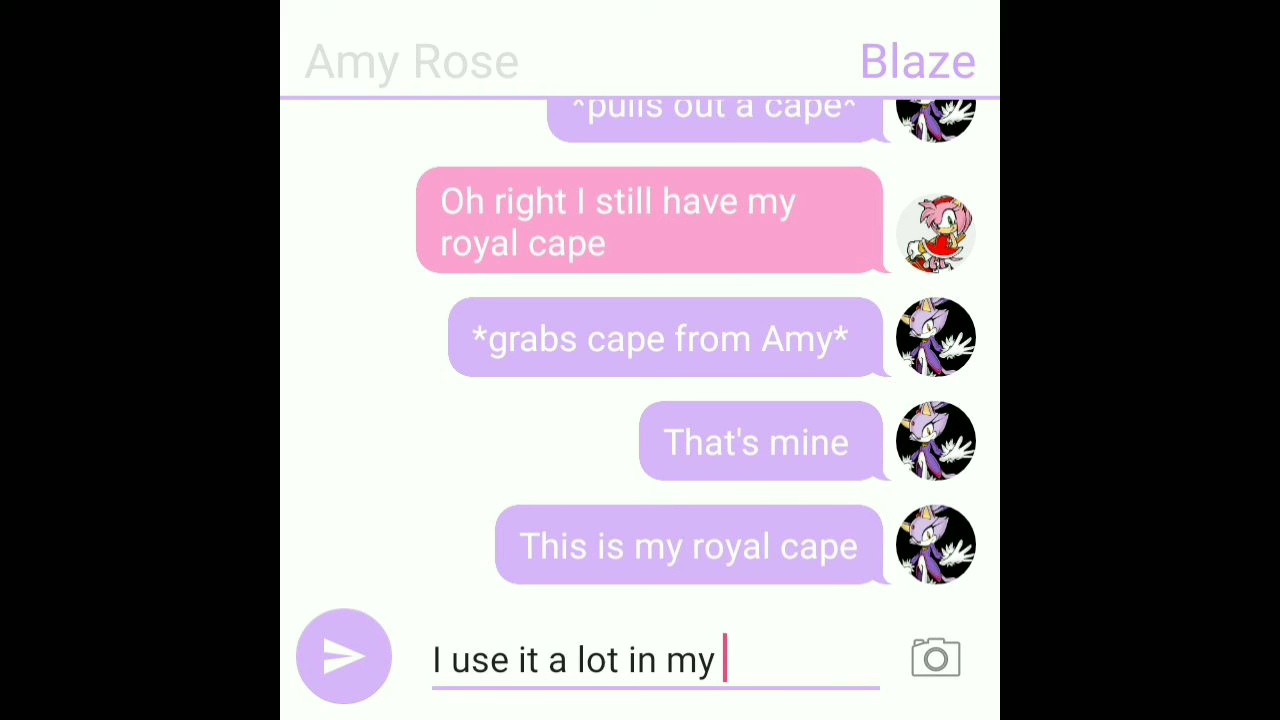 Amy Rose
Blaze
*pulls out a cape*
Oh right I still have my
royal cape
*grabs cape from Amy*
That's mine
This is my royal cape
I use it a lot in my